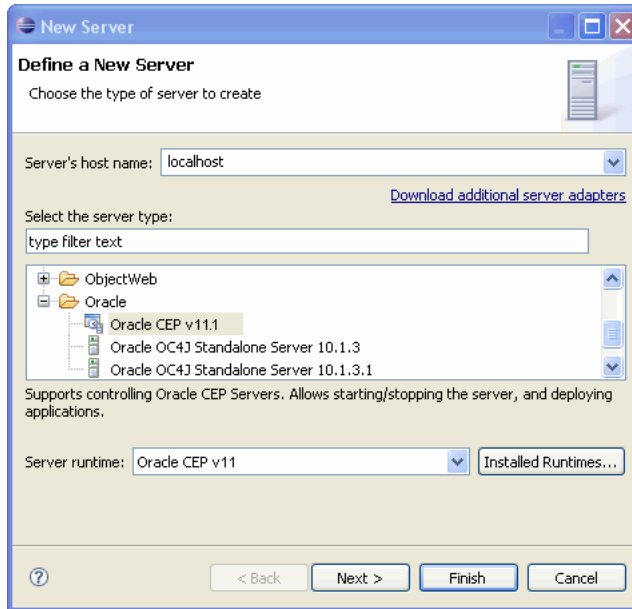 New Server
Define a New Server
Choose the type of server to create
Server's host name: localhost
Download additional server adapters
Select the server type:
type filter text
ObjectWeb
Oracle
Oracle CEP v11.1
Oracle OC4J Standalone Server 10.1.3
Oracle OC4J Standalone Server 10.1.3.1
Supports controlling Oracle CEP Servers. Allows starting/stopping the server, and deploying
applications.
Server runtime: Oracle CEP v11 Installed Runtimes...
? < Back Next > Finish Cancel